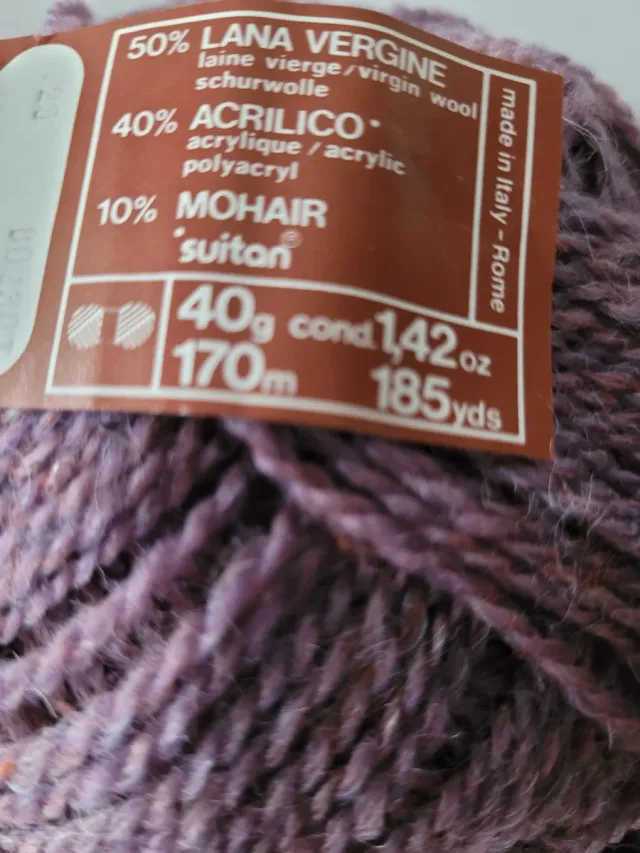 50% LANA VERGINE
laine vierge/virgin wool
schurwolle
40% ACRILICO*
acrylique / acrylic
polyacryl
10% MOHAIR
*suitan®
made in Italy - Rome
40g cond. 1,42 oz
170m 185yds